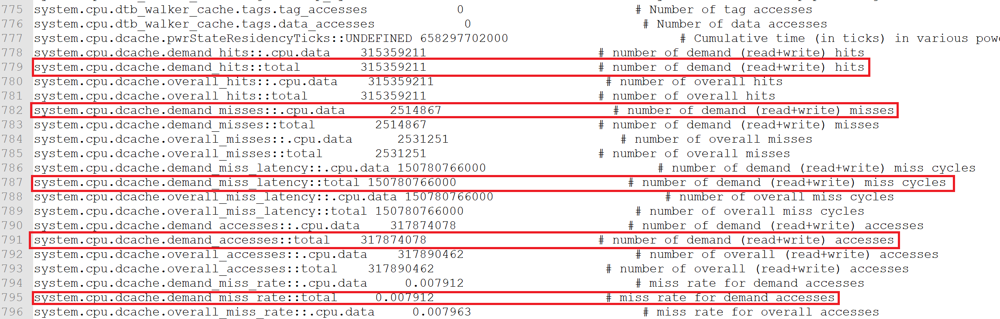 775 system.cpu.dtb_walker_cache.tags.tag_accesses 0 # Number of tag accesses
776 system.cpu.dtb_walker_cache.tags.data_accesses 0 # Number of data accesses
777 system.cpu.dcache.pwrStateResidencyTicks::UNDEFINED 658297702000 # Cumulative time (in ticks) in various
778 system.cpu.dcache.demand_hits::.cpu.data 315359211 # number of demand (read+write) hits
779 system.cpu.dcache.demand_hits::total 315359211 # number of demand (read+write) hits
780 system.cpu.dcache.overall_hits::.cpu.data 315359211 # number of overall hits
781 system.cpu.dcache.overall_hits::total 315359211 # number of overall hits
782 system.cpu.dcache.demand_misses::.cpu.data 2514867 # number of demand (read+write) misses
783 system.cpu.dcache.demand_misses::total 2514867 # number of demand (read+write) misses
784 system.cpu.dcache.overall_misses::.cpu.data 2531251 # number of overall misses
785 system.cpu.dcache.overall_misses::total 2531251 # number of overall misses
786 system.cpu.dcache.demand_miss_latency::.cpu.data 150780766000 # number of demand (read+write) miss cycles
787 system.cpu.dcache.demand_miss_latency::total 150780766000 # number of demand (read+write) miss cycles
788 system.cpu.dcache.overall_miss_latency::.cpu.data 150780766000 # number of overall miss cycles
789 system.cpu.dcache.overall_miss_latency::total 150780766000 # number of overall miss cycles
790 system.cpu.dcache.demand_accesses::.cpu.data 317874078 # number of demand (read+write) accesses
791 system.cpu.dcache.demand_accesses::total 317874078 # number of demand (read+write) accesses
792 system.cpu.dcache.overall_accesses::.cpu.data 317890462 # number of overall (read+write) accesses
793 system.cpu.dcache.overall_accesses::total 317890462 # number of overall (read+write) accesses
794 system.cpu.dcache.demand_miss_rate::.cpu.data 0.007912 # miss rate for demand accesses
795 system.cpu.dcache.demand_miss_rate::total 0.007912 # miss rate for demand accesses
796 system.cpu.dcache.overall_miss_rate::.cpu.data 0.007963 # miss rate for overall accesses